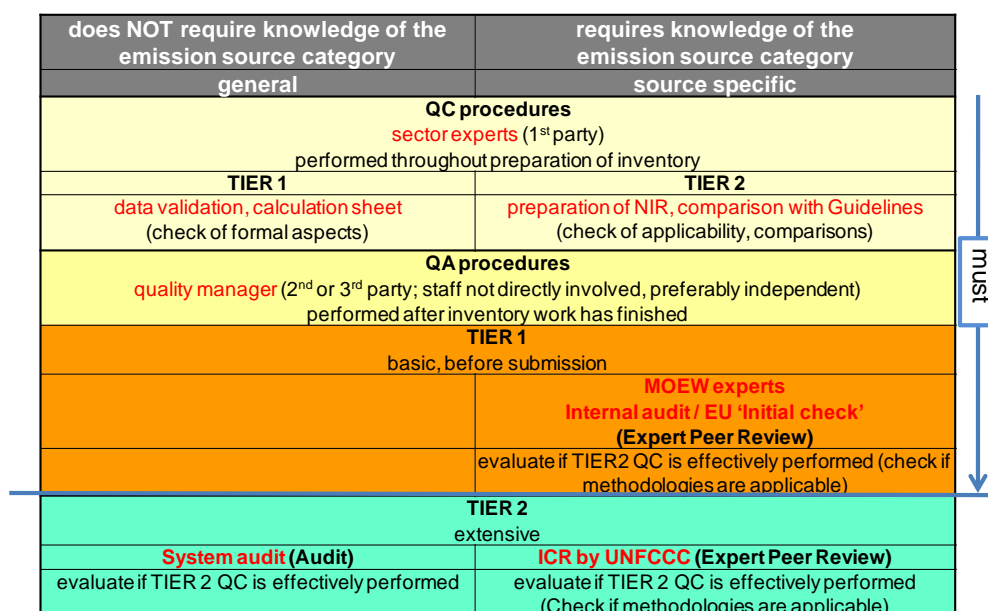 does NOT require knowledge of the
emission source category
requires knowledge of the
emission source category
general
source specific
QC procedures
sector experts (1st party)
performed throughout preparation of inventory
TIER 1
TIER 2
data validation, calculation sheet
(check of formal aspects)
preparation of NIR, comparison with Guidelines
(check of applicability, comparisons)
QA procedures
quality manager (2nd or 3rd party; staff not directly involved, preferably independent)
performed after inventory work has finished
TIER 1
basic, before submission
MOEW experts
Internal audit / EU ‘Initial check’
(Expert Peer Review)
evaluate if TIER2 QC is effectively performed (check if
methodologies are applicable)
must
TIER 2
extensive
System audit (Audit)
ICR by UNFCCC (Expert Peer Review)
evaluate if TIER 2 QC is effectively performed
evaluate if TIER 2 QC is effectively performed
(Check if methodologies are applicable)